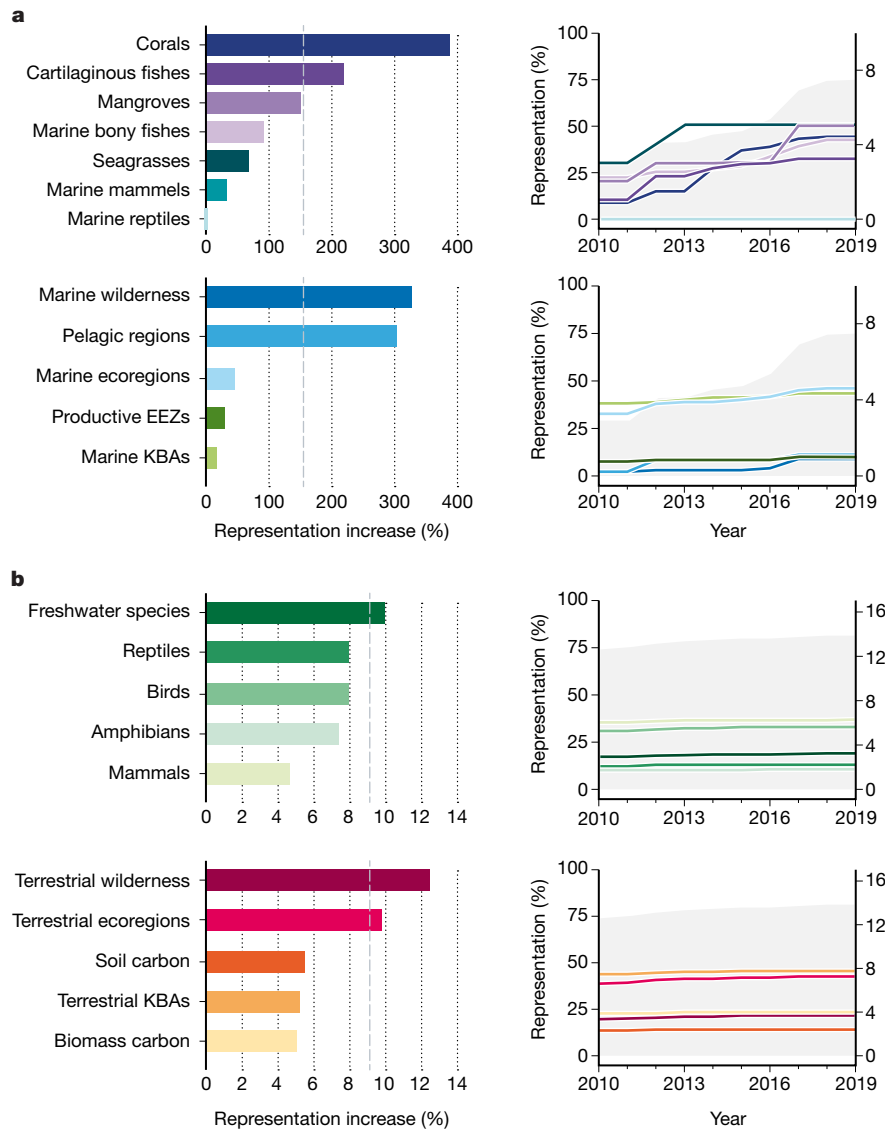 a
Corals
Cartilaginous fishes
Mangroves
Marine bony fishes
Seagrasses
Marine mammels
Marine reptiles
0 100 200 300 400
Representation (%)
100
75
50
25
0
8
4
0
2010 2013 2016 2019
Marine wilderness
Pelagic regions
Marine ecoregions
Productive EEZs
Marine KBAs
0 100 200 300 400
Representation increase (%)
Representation (%)
100
75
50
25
0
8
4
0
2010 2013 2016 2019
Year
b
Freshwater species
Reptiles
Birds
Amphibians
Mammals
0 2 4 6 8 10 12 14
Representation (%)
100
75
50
25
0
16
12
8
4
0
2010 2013 2016 2019
Terrestrial wilderness
Terrestrial ecoregions
Soil carbon
Terrestrial KBAs
Biomass carbon
0 2 4 6 8 10 12 14
Representation increase (%)
Representation (%)
100
75
50
25
0
16
12
8
4
0
2010 2013 2016 2019
Year